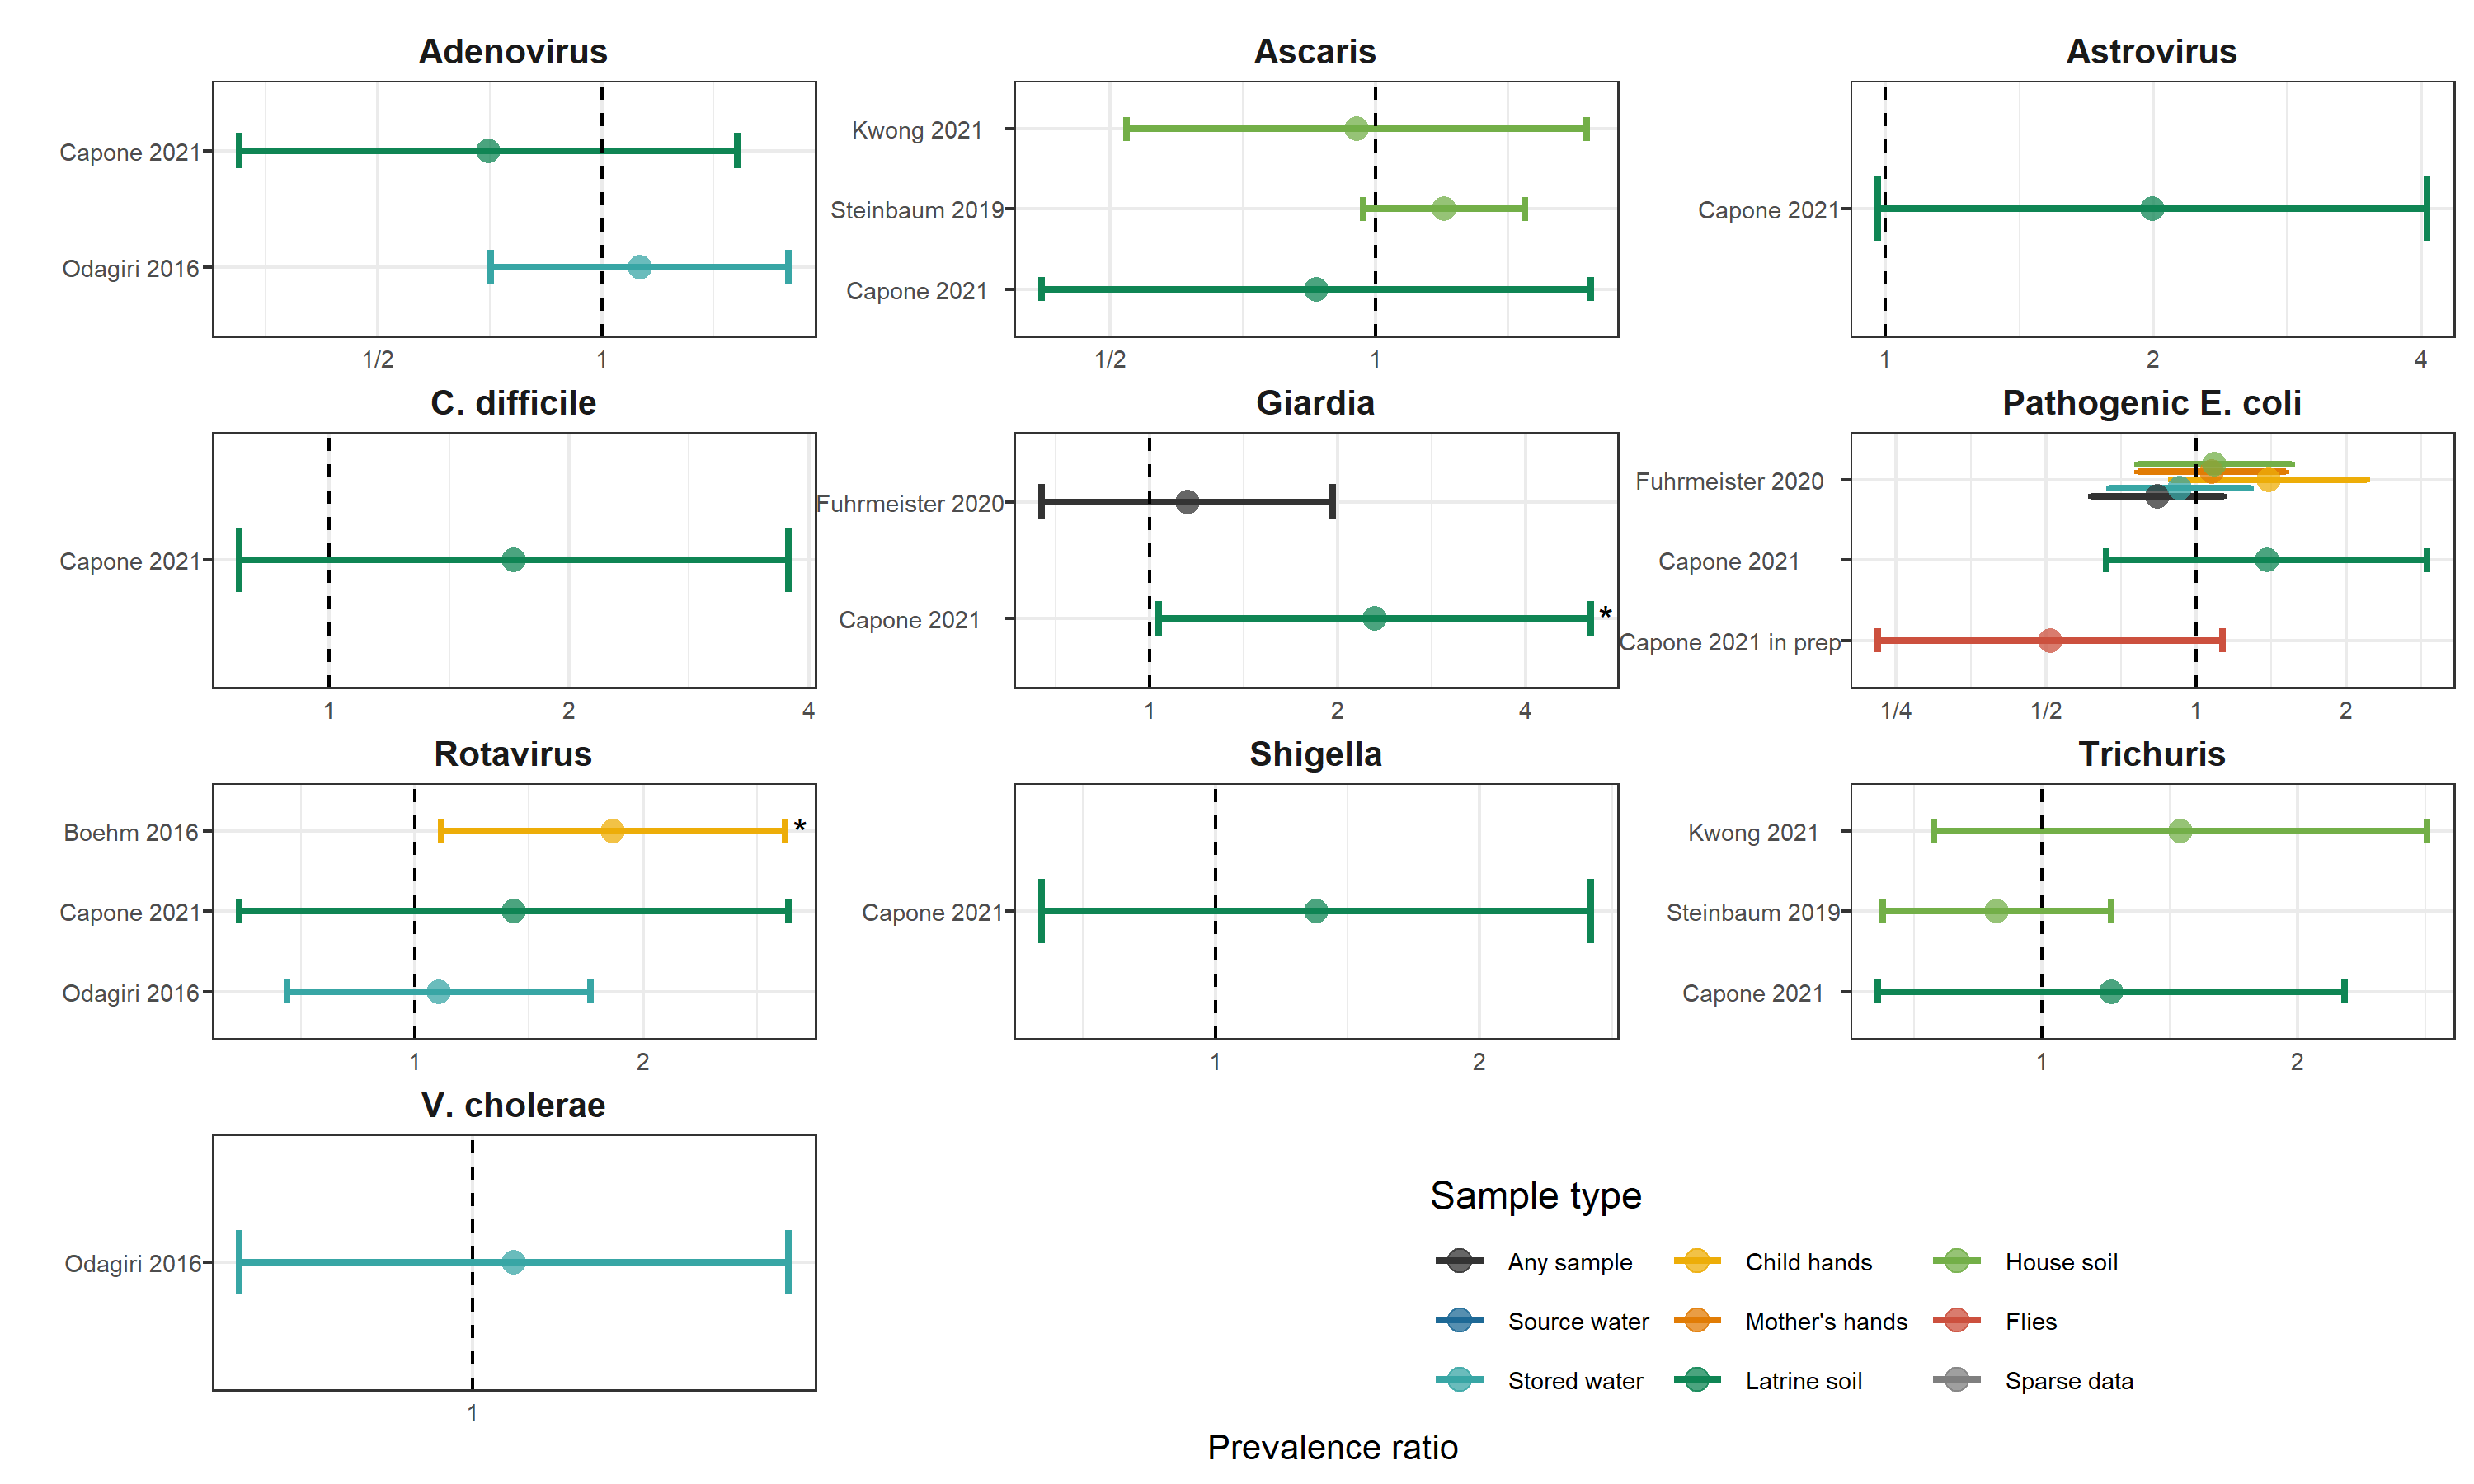 Adenovirus
Capone 2021
Odagiri 2016
1/2 1
Ascaris
Kwong 2021
Steinbaum 2019
Capone 2021
1/2 1
Astrovirus
Capone 2021
1 2 4
C. difficile
Capone 2021
1 2 4
Giardia
Fuhrmeister 2020
Capone 2021
*
1 2 4
Pathogenic E. coli
Fuhrmeister 2020
Capone 2021
Capone 2021 in prep
1/4 1/2 1 2
Rotavirus
Boehm 2016
*
Capone 2021
Odagiri 2016
1 2
Shigella
Capone 2021
1 2
Trichuris
Kwong 2021
Steinbaum 2019
Capone 2021
1 2
V. cholerae
Odagiri 2016
1
Sample type
Any sample
Source water
Stored water
Child hands
Mother's hands
Latrine soil
House soil
Flies
Sparse data
Prevalence ratio